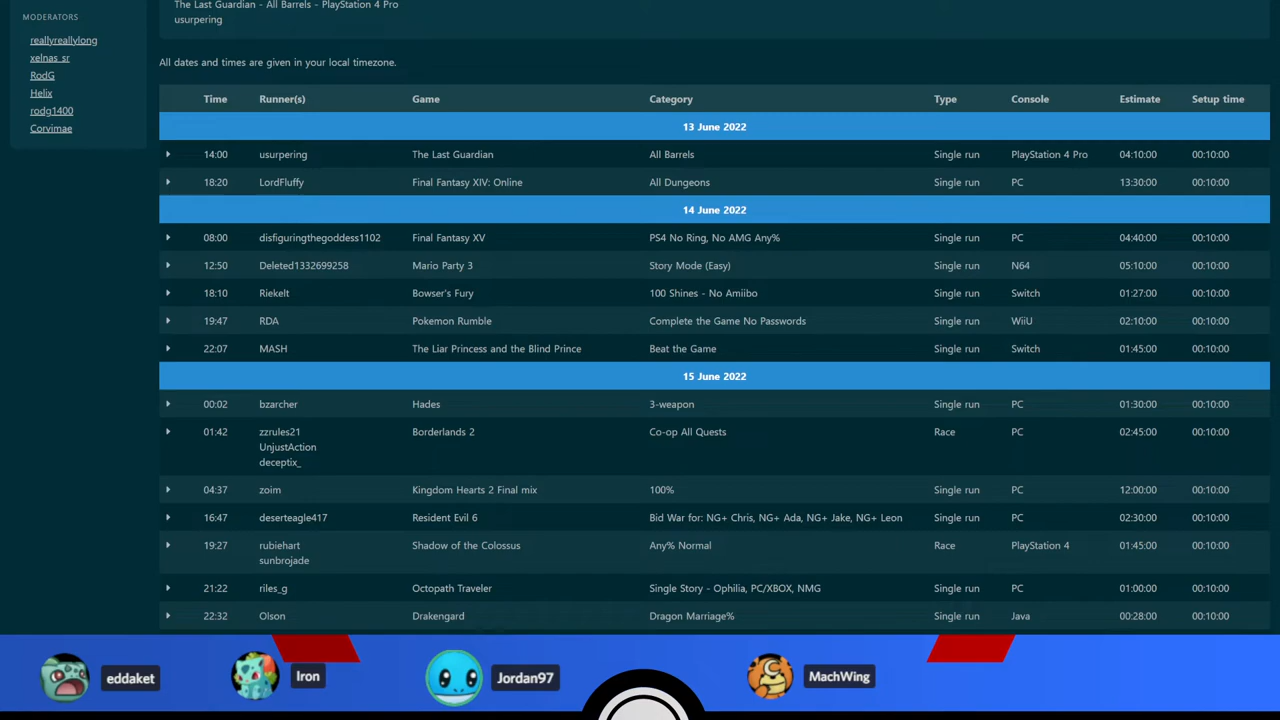 The Last Guardian - All Barrels - PlayStation 4 Pro
usurpering
MODERATORS
reallyreallylong
xelnas_sr
RodG
Helix
rodg1400
Corvimae
All dates and times are given in your local timezone.
Time Runner(s) Game Category Type Console Estimate Setup time
13 June 2022
14:00 usurpering The Last Guardian All Barrels Single run PlayStation 4 Pro 04:10:00 00:10:00
18:20 LordFluffy Final Fantasy XIV: Online All Dungeons Single run PC 13:30:00 00:10:00
14 June 2022
08:00 disfiguringthegoddess1102 Final Fantasy XV PS4 No Ring, No AMG Any% Single run PC 04:40:00 00:10:00
12:50 Deleted1332699258 Mario Party 3 Story Mode (Easy) Single run N64 05:10:00 00:10:00
18:10 Riekelt Bowser's Fury 100 Shines - No Amiibo Single run Switch 01:27:00 00:10:00
19:47 RDA Pokemon Rumble Complete the Game No Passwords Single run WiiU 02:10:00 00:10:00
22:07 MASH The Liar Princess and the Blind Prince Beat the Game Single run Switch 01:45:00 00:10:00
15 June 2022
00:02 bzarcher Hades 3-weapon Single run PC 01:30:00 00:10:00
01:42 zzrules21 Borderlands 2 Co-op All Quests Race PC 02:45:00 00:10:00
UnjustAction
deceptix_
04:37 zoim Kingdom Hearts 2 Final mix 100% Single run PC 12:00:00 00:10:00
16:47 deserteagle417 Resident Evil 6 Bid War for: NG+ Chris, NG+ Ada, NG+ Jake, NG+ Leon Single run PC 02:30:00 00:10:00
19:27 rubiehart Shadow of the Colossus Any% Normal Race PlayStation 4 01:45:00 00:10:00
sunbrojade
21:22 riles_g Octopath Traveler Single Story - Ophilia, PC/XBOX, NMG Single run PC 01:00:00 00:10:00
22:32 Olson Drakengard Dragon Marriage% Single run Java 00:28:00 00:10:00
eddaket Iron Jordan97 MachWing